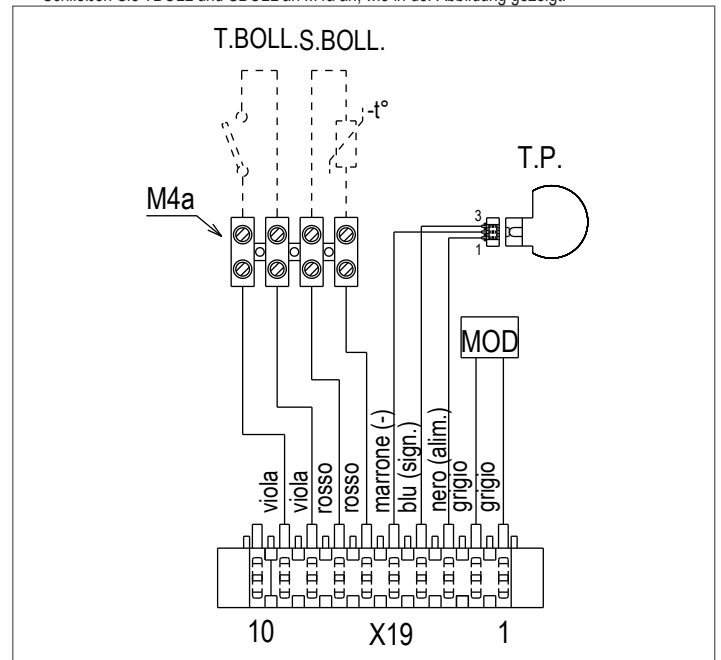 Schließen Sie TBOLL und SBOLL an M4a an, wie in der Abbildung gezeigt.
T.BOLL. S.BOLL.
-t°
T.P.
M4a
3
1
MOD
viola
viola
rosso
rosso
marrone (-)
blu (sign.)
nero (alim.)
grigio
grigio
10 X19 1